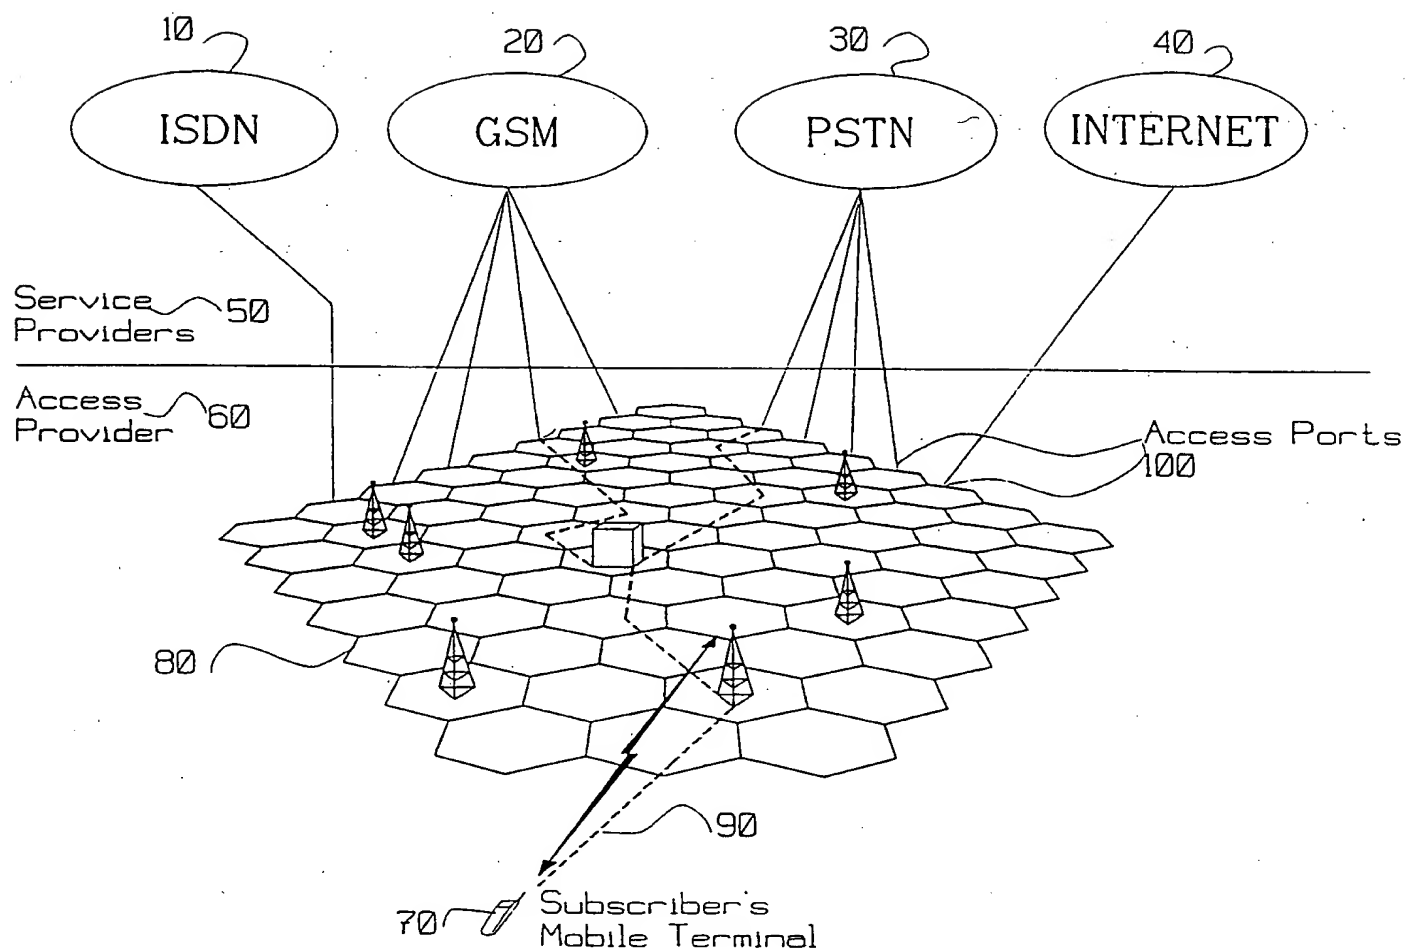 10
20
30
40
ISDN
GSM
PSTN
INTERNET
Service
Providers
50
Access
Provider
60
Access Ports
100
80
90
70
Subscriber's
Mobile Terminal